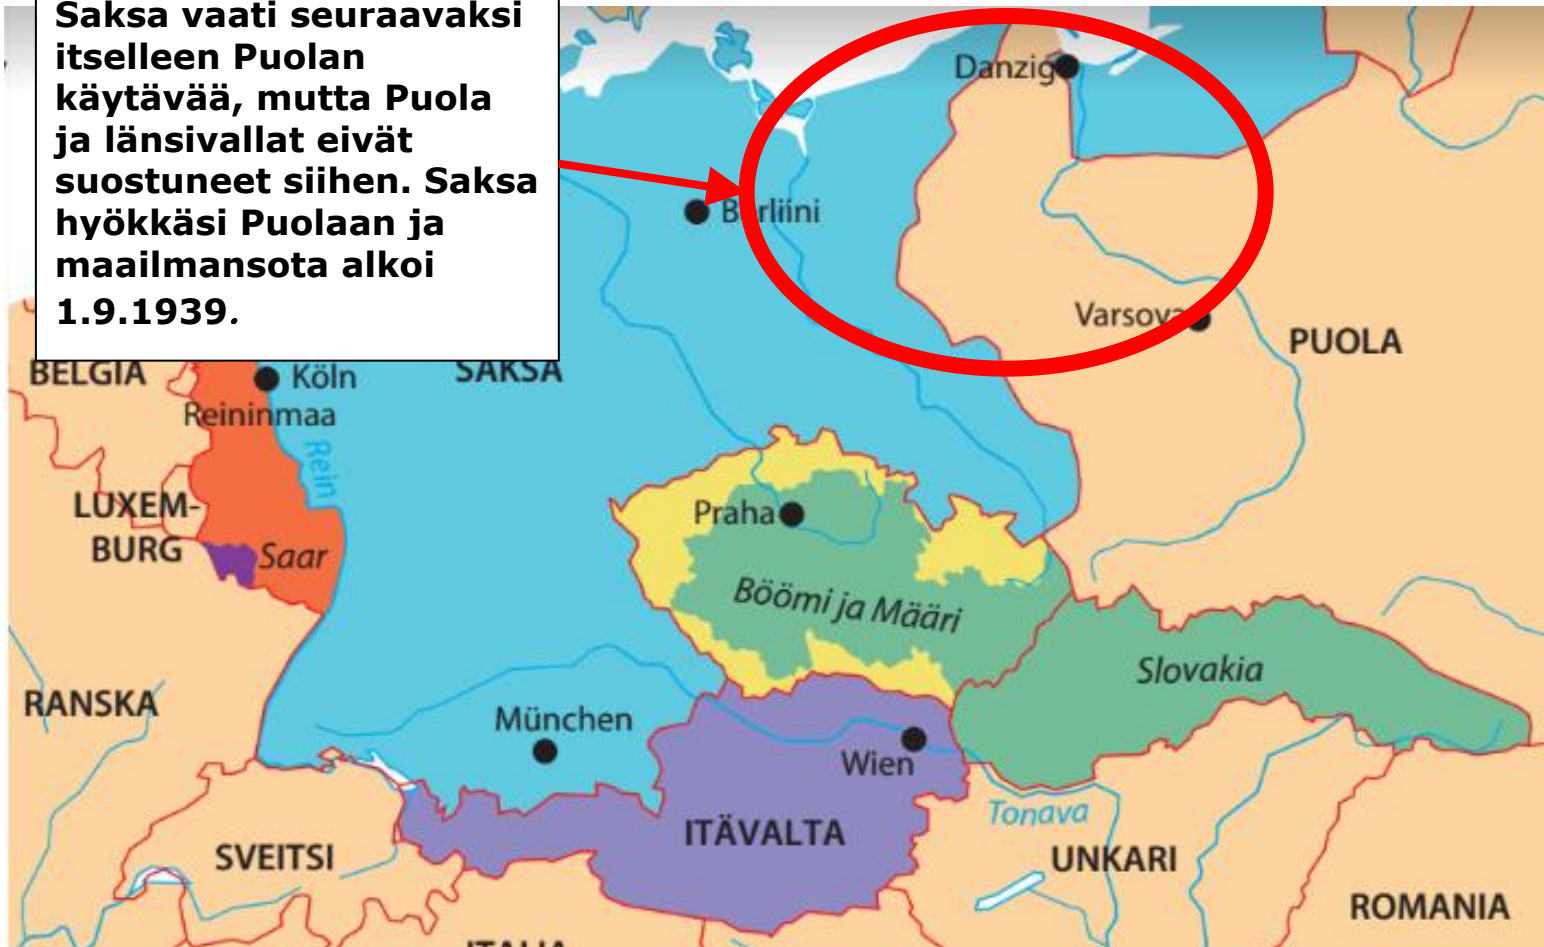 Saksa vaati seuraavaksi
itselleen Puolan
käytävää, mutta Puola
ja länsivallat eivät
suostuneet siihen. Saksa
hyökkäsi Puolaan ja
maailmansota alkoi
1.9.1939.
Danzig
Berliini
Varsova
PUOLA
BELGIA
Köln
SAKSA
Reininmaa
Rein
LUXEM-
BURG
Saar
Praha
Böömi ja Määri
Slovakia
RANSKA
München
Wien
Tonava
ITÄVALTA
SVEITSI
UNKARI
ROMANIA
ITALIA